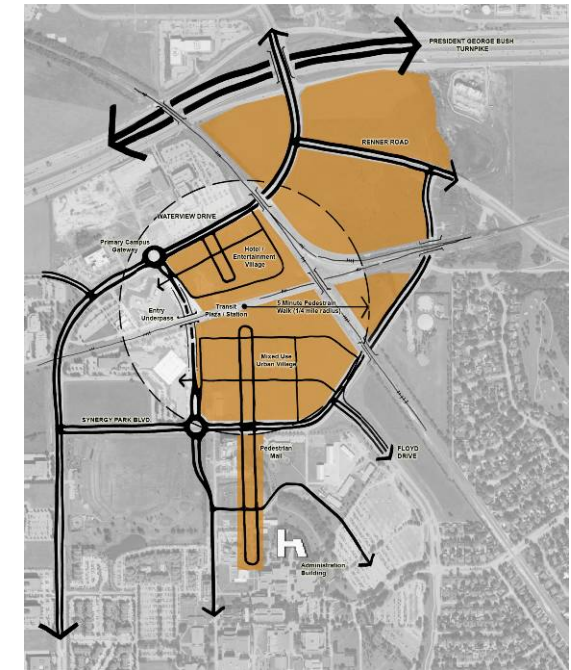 PRESIDENT GEORGE BUSH
TURNPIKE
RENNER ROAD
WATERVIEW DRIVE
Primary Campus
Gateway
Hotel /
Entertainment
Village
Entry
Underpass
Transit
Plaza / Station
5 Minute Pedestrain
Walk (1/4 mile radius)
Mixed Use
Urban Village
SYNERGY PARK BLVD.
Pedestrian
Mall
FLOYD
DRIVE
Administration
Building